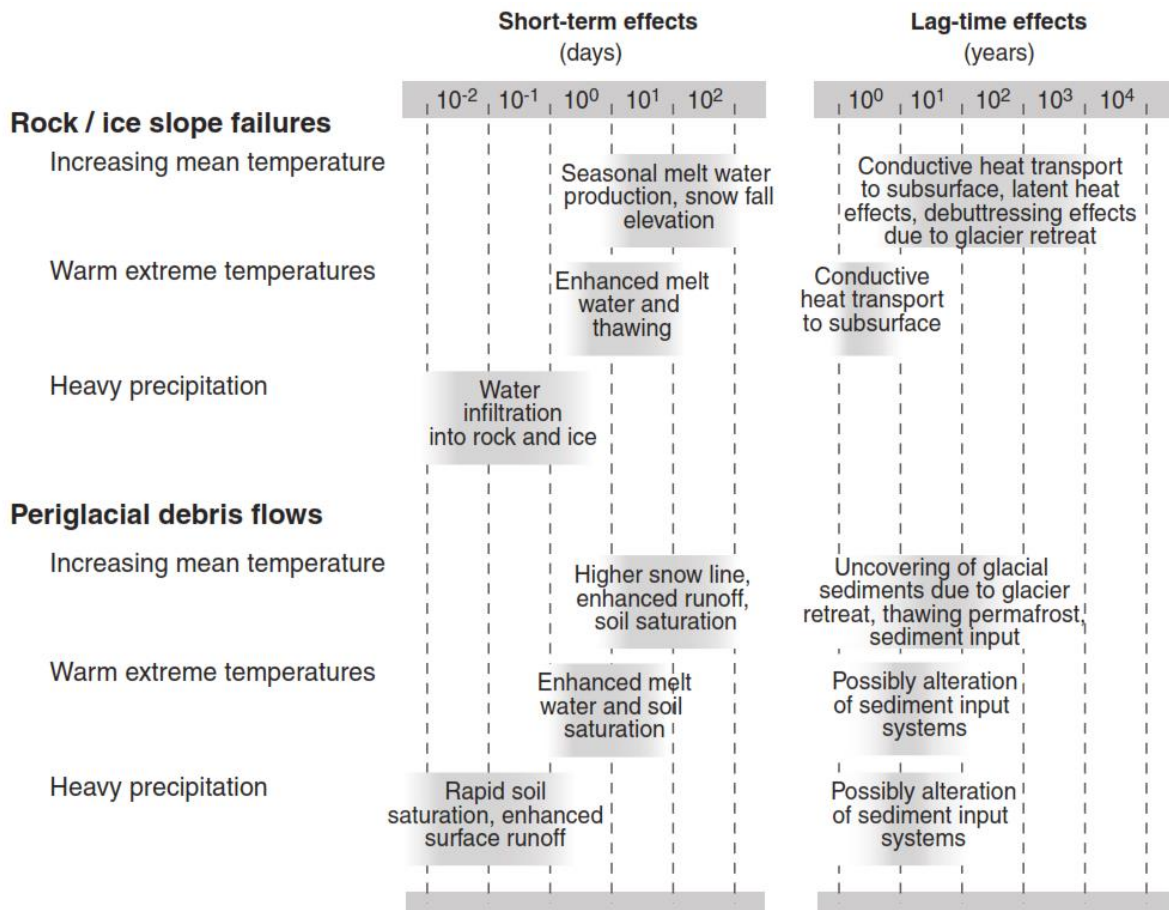 Short-term effects
(days)
Lag-time effects
(years)
10-2 10-1 100 101 102
100 101 102 103 104
Rock / ice slope failures
Increasing mean temperature
Seasonal melt water
production, snow fall
elevation
Conductive heat transport
to subsurface, latent heat
effects, debuttressing effects
due to glacier retreat
Warm extreme temperatures
Enhanced melt
water and
thawing
Conductive
heat transport
to subsurface
Heavy precipitation
Water
infiltration
into rock and ice
Periglacial debris flows
Increasing mean temperature
Higher snow line,
enhanced runoff,
soil saturation
Uncovering of glacial
sediments due to glacier
retreat, thawing permafrost,
sediment input
Warm extreme temperatures
Enhanced melt
water and soil
saturation
Possibly alteration
of sediment input
systems
Heavy precipitation
Rapid soil
saturation, enhanced
surface runoff
Possibly alteration
of sediment input
systems